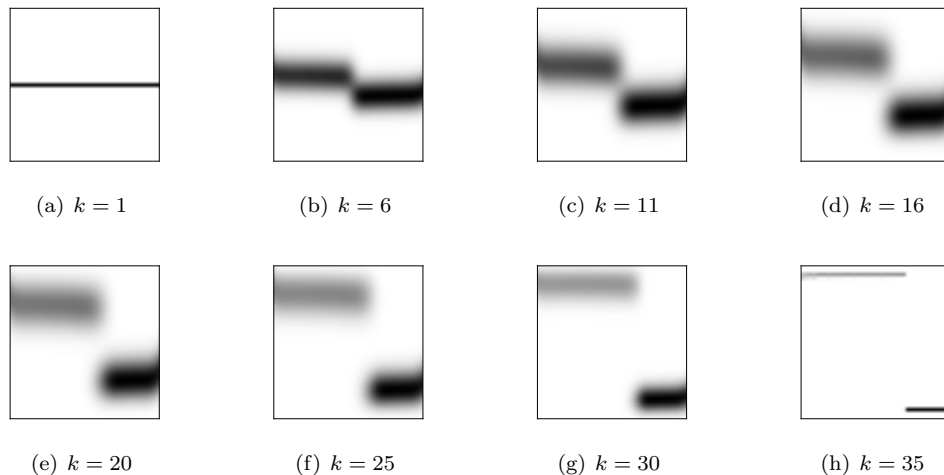 (a) k = 1
(b) k = 6
(c) k = 11
(d) k = 16
(e) k = 20
(f) k = 25
(g) k = 30
(h) k = 35